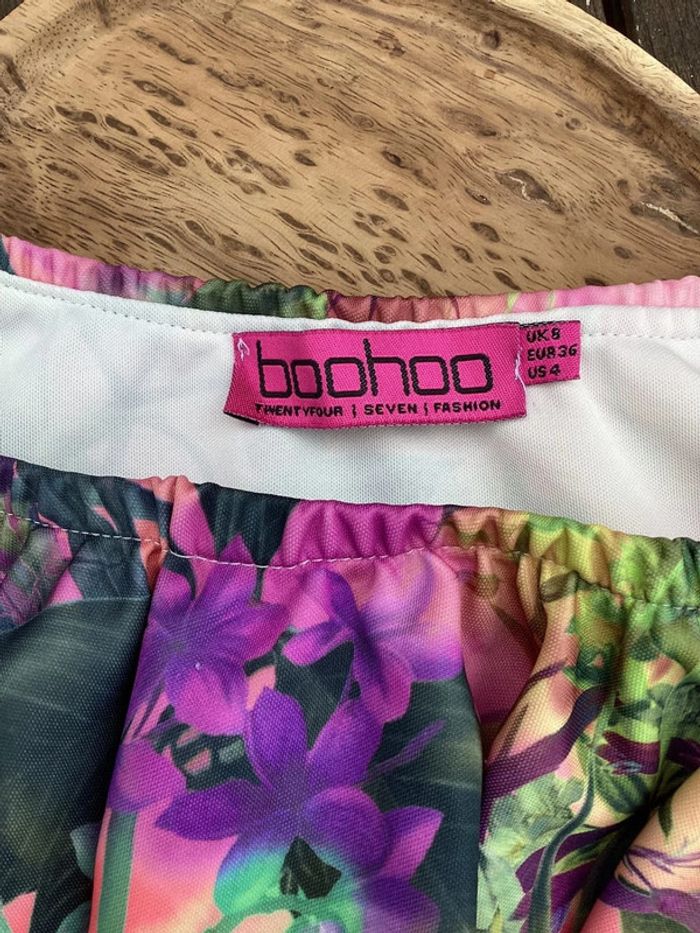 boohoo
TWENTYFOUR | SEVEN | FASHION
UK 8
EUR 36
US 4